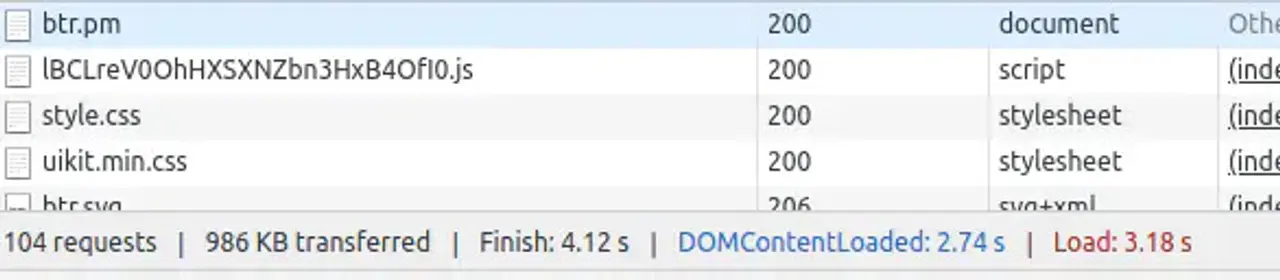 btr.pm 200 document Othe
lBCLreV0OhHXSXNZbn3HxB4OfI0.js 200 script (inde
style.css 200 stylesheet (inde
uikit.min.css 200 stylesheet (inde
btr.svg 206 svg+xml (inde
104 requests | 986 KB transferred | Finish: 4.12 s | DOMContentLoaded: 2.74 s | Load: 3.18 s